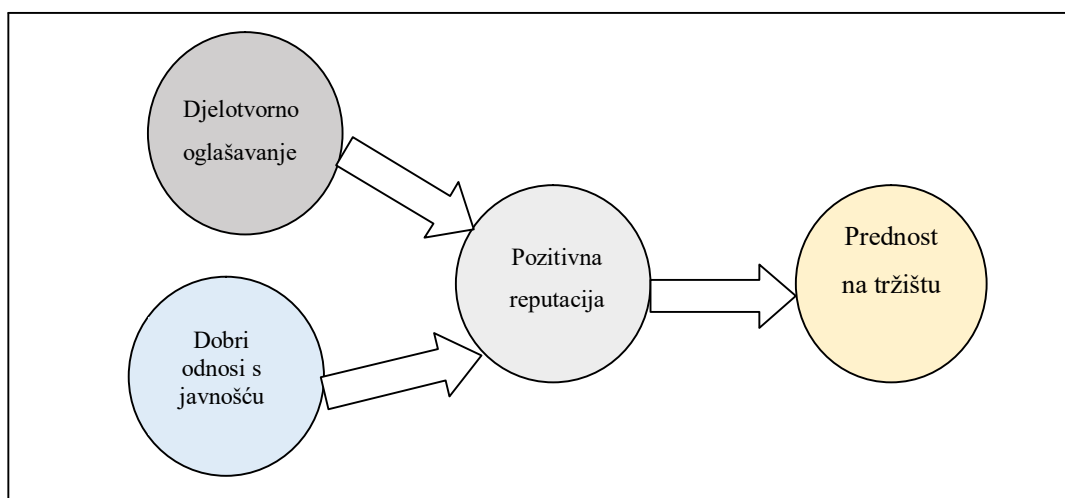 Djelotvorno
oglašavanje
Dobri
odnosi s
javnošću
Pozitivna
reputacija
Prednost
na tržištu